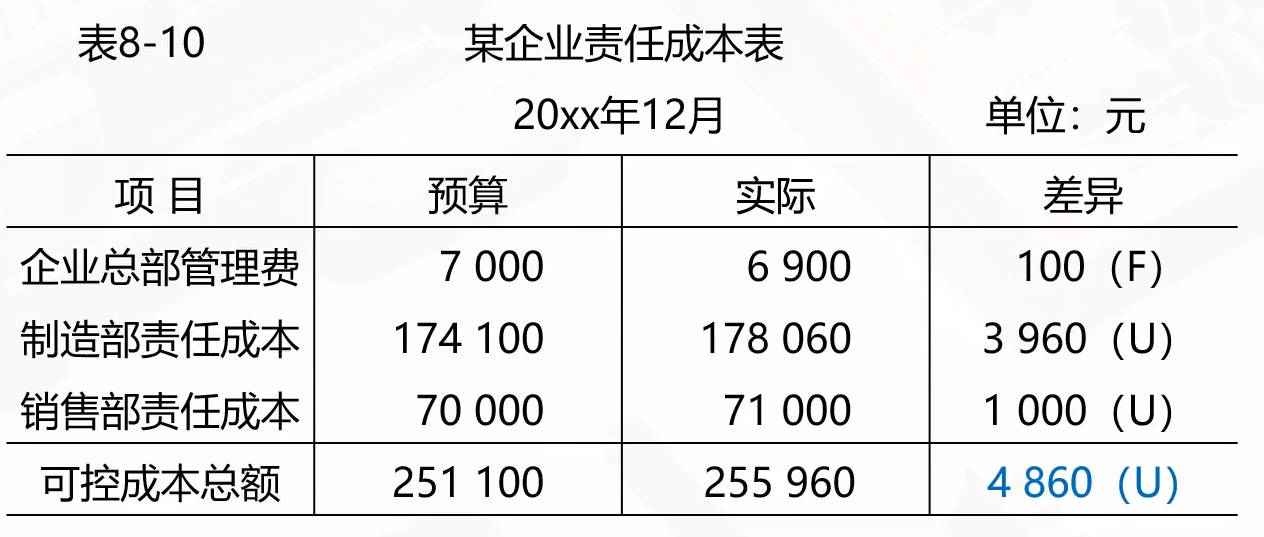 表8-10 某企业责任成本表
20xx年12月 单位：元
项 目 预算 实际 差异
企业总部管理费 7 000 6 900 100（F）
制造部责任成本 174 100 178 060 3 960（U）
销售部责任成本 70 000 71 000 1 000（U）
可控成本总额 251 100 255 960 4 860（U）